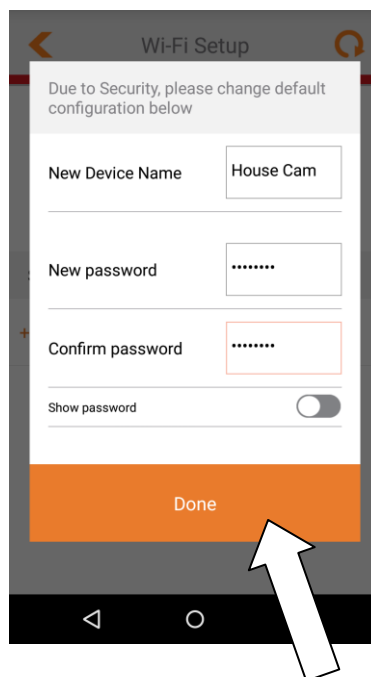 Wi-Fi Setup
Due to Security, please change default
configuration below
New Device Name
House Cam
New password
••••••••
Confirm password
••••••••
Show password
Done